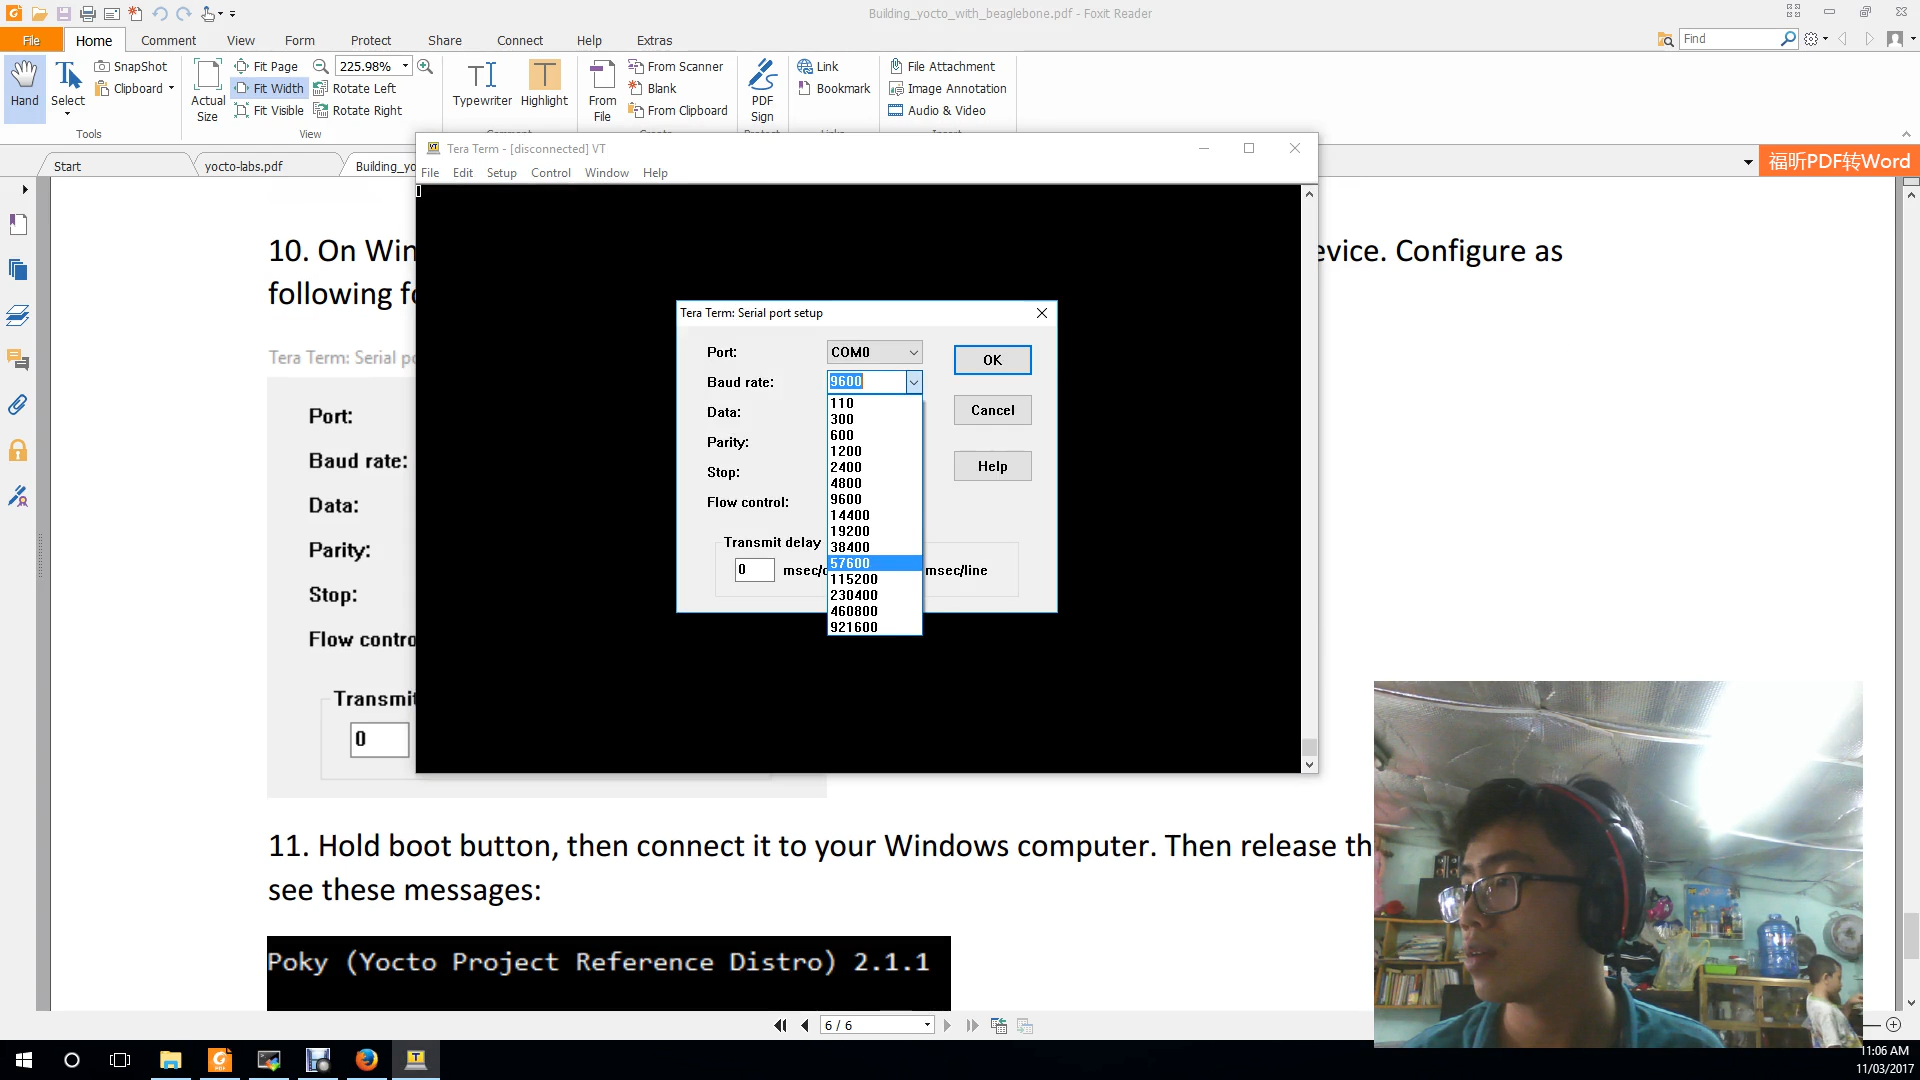 Building_yocto_with_beaglebone.pdf - Foxit Reader
File Home Comment View Form Protect Share Connect Help Extras
Find
Hand
Select
SnapShot
Clipboard
Tools
Actual Size
Fit Page
Fit Width
Fit Visible
225.98%
Rotate Left
Rotate Right
View
Typewriter
Highlight
From File
From Scanner
Blank
From Clipboard
PDF Sign
Link
Bookmark
File Attachment
Image Annotation
Audio & Video
Start
yocto-labs.pdf
Building_yo
福昕PDF转Word
Tera Term - [disconnected] VT
File Edit Setup Control Window Help
10. On Win
evice. Configure as
following fo
Tera Term: Serial po
Port:
Baud rate:
Data:
Parity:
Stop:
Flow contro
Transmit
0
Tera Term: Serial port setup
Port: COM0
Baud rate: 9600
Data:
Parity:
Stop:
Flow control:
110
300
600
1200
2400
4800
9600
14400
19200
38400
57600
115200
230400
460800
921600
OK
Cancel
Help
Transmit delay
0 msec/c
msec/line
11. Hold boot button, then connect it to your Windows computer. Then release th
see these messages:
Poky (Yocto Project Reference Distro) 2.1.1
6 / 6
11:06 AM
11/03/2017